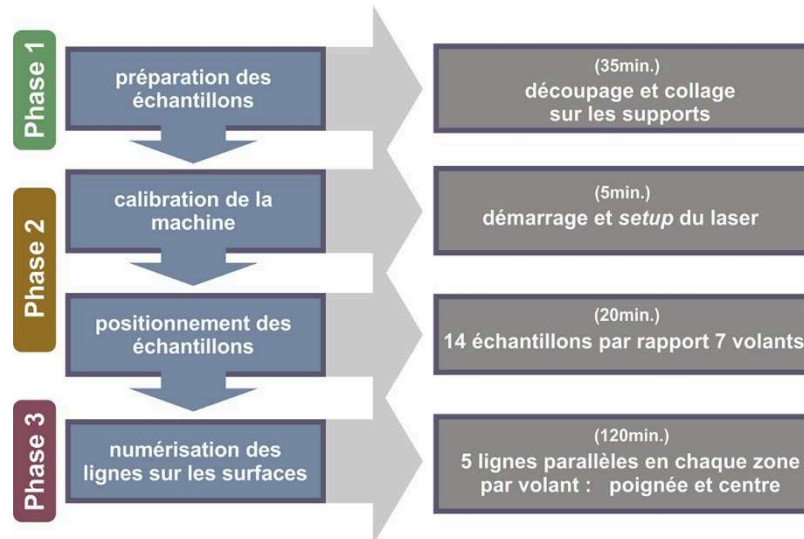 Phase 1
préparation des
échantillons
(35min.)
découpage et collage
sur les supports
Phase 2
calibration de la
machine
(5min.)
démarrage et setup du laser
positionnement des
échantillons
(20min.)
14 échantillons par rapport 7 volants
Phase 3
numérisation des
lignes sur les surfaces
(120min.)
5 lignes parallèles en chaque zone
par volant : poignée et centre